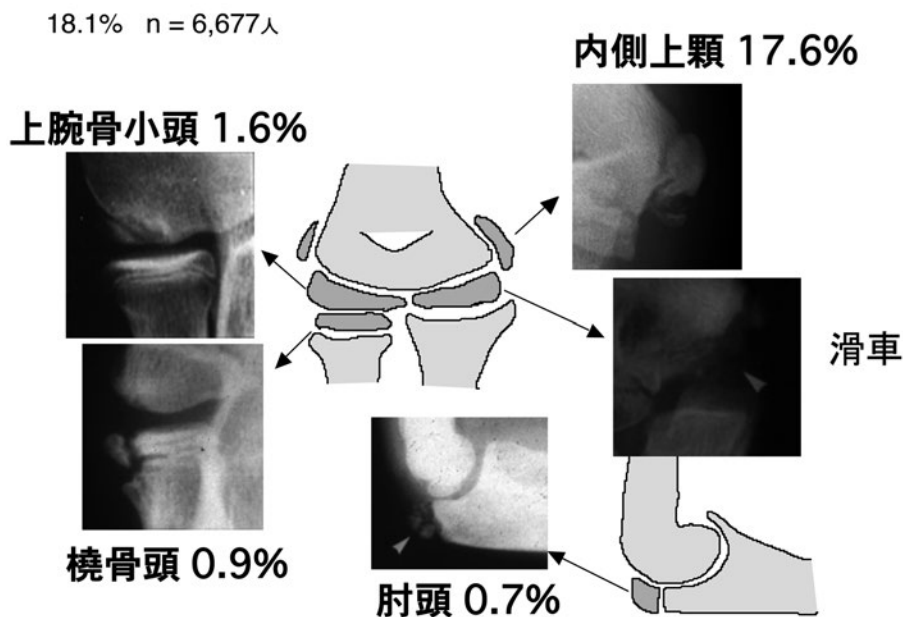 18.1% n = 6,677人
内側上顆 17.6%
上腕骨小頭 1.6%
滑車
橈骨頭 0.9%
肘頭 0.7%